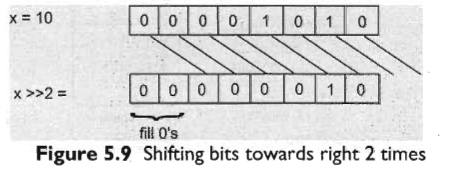 x = 10
0 0 0 0 1 0 1 0
x >>2 =
0 0 0 0 0 0 1 0
fill 0's
Figure 5.9 Shifting bits towards right 2 times